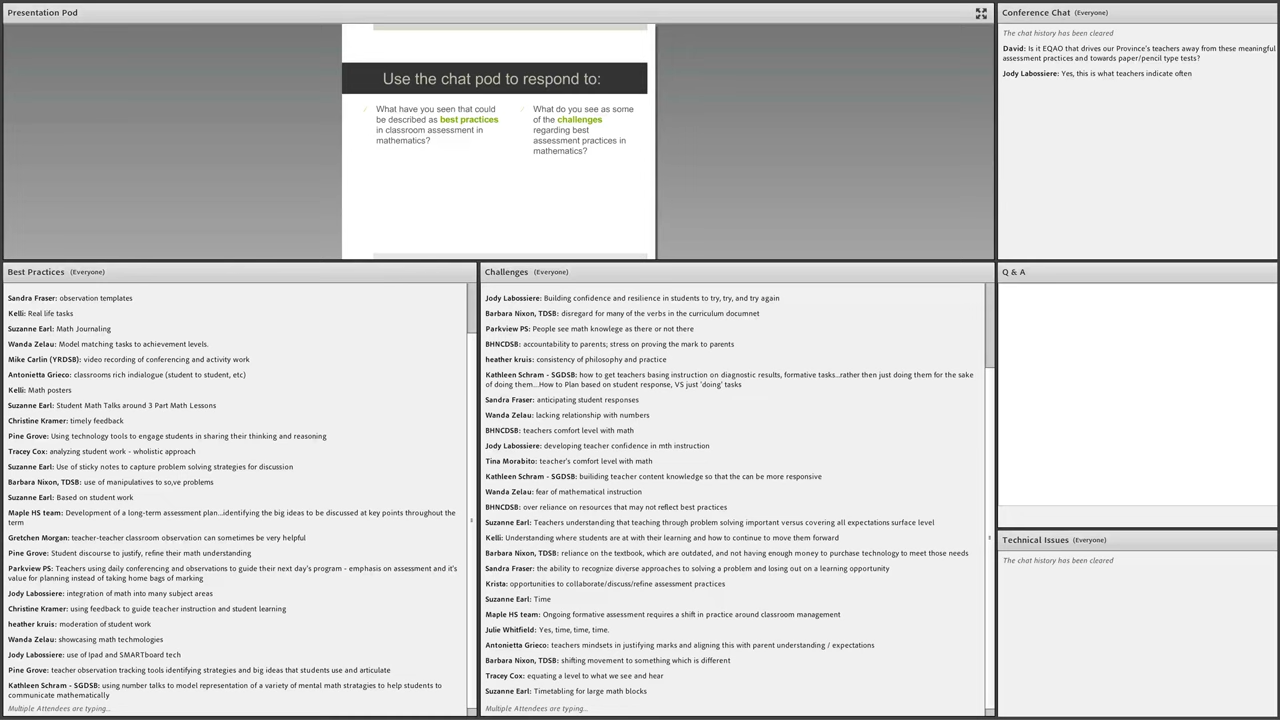 Presentation Pod
Use the chat pod to respond to:
What have you seen that could
be described as best practices
in classroom assessment in
mathematics?
What do you see as some
of the challenges
regarding best
assessment practices in
mathematics?
Conference Chat (Everyone)
The chat history has been cleared
David: Is it EQAO that drives our Province's teachers away from these meaningful
assessment practices and towards paper/pencil type tests?
Jody Labossiere: Yes, this is what teachers indicate often
Best Practices (Everyone)
Sandra Fraser: observation templates
Kelli: Real life tasks
Suzanne Earl: Math Journaling
Wanda Zelau: Model matching tasks to achievement levels.
Mike Carlin (YRDSB): video recording of conferencing and activity work
Antonietta Grieco: classrooms rich indialogue (student to student, etc)
Kelli: Math posters
Suzanne Earl: Student Math Talks around 3 Part Math Lessons
Christine Kramer: timely feedback
Pine Grove: Using technology tools to engage students in sharing their thinking and reasoning
Tracey Cox: analyzing student work - wholistic approach
Suzanne Earl: Use of sticky notes to capture problem solving strategies for discussion
Barbara Nixon, TDSB: use of manipulatives to so,ve problems
Suzanne Earl: Based on student work
Maple HS team: Development of a long-term assessment plan...identifying the big ideas to be discussed at key points throughout the
term
Gretchen Morgan: teacher-teacher classroom observation can sometimes be very helpful
Pine Grove: Student discourse to justify, refine their math understanding
Parkview PS: Teachers using daily conferencing and observations to guide their next day's program - emphasis on assessment and it's
value for planning instead of taking home bags of marking
Jody Labossiere: integration of math into many subject areas
Christine Kramer: using feedback to guide teacher instruction and student learning
heather kruis: moderation of student work
Wanda Zelau: showcasing math technologies
Jody Labossiere: use of Ipad and SMARTboard tech
Pine Grove: teacher observation tracking tools identifying strategies and big ideas that students use and articulate
Kathleen Schram - SGDSB: using number talks to model representation of a variety of mental math stratagies to help students to
communicate mathematically
Multiple Attendees are typing...
Challenges (Everyone)
Jody Labossiere: Building confidence and resilience in students to try, try, and try again
Barbara Nixon, TDSB: disregard for many of the verbs in the curriculum documnet
Parkview PS: People see math knowlege as there or not there
BHNCDSB: accountability to parents; stress on proving the mark to parents
heather kruis: consistency of philosophy and practice
Kathleen Schram - SGDSB: how to get teachers basing instruction on diagnostic results, formative tasks...rather then just doing them for the sake
of doing them...How to Plan based on student response, VS just 'doing' tasks
Sandra Fraser: anticipating student responses
Wanda Zelau: lacking relationship with numbers
BHNCDSB: teachers comfort level with math
Jody Labossiere: developing teacher confidence in mth instruction
Tina Morabito: teacher's comfort level with math
Kathleen Schram - SGDSB: builiding teacher content knowledge so that the can be more responsive
Wanda Zelau: fear of mathematical instruction
BHNCDSB: over reliance on resources that may not reflect best practices
Suzanne Earl: Teachers understanding that teaching through problem solving important versus covering all expectations surface level
Kelli: Understanding where students are at with their learning and how to continue to move them forward
Barbara Nixon, TDSB: reliance on the textbook, which are outdated, and not having enough money to purchase technology to meet those needs
Sandra Fraser: the ability to recognize diverse approaches to solving a problem and losing out on a learning opportunity
Krista: opportunities to collaborate/discuss/refine assessment practices
Suzanne Earl: Time
Maple HS team: Ongoing formative assessment requires a shift in practice around classroom management
Julie Whitfield: Yes, time, time, time.
Antonietta Grieco: teachers mindsets in justifying marks and aligning this with parent understanding / expectations
Barbara Nixon, TDSB: shifting movement to something which is different
Tracey Cox: equating a level to what we see and hear
Suzanne Earl: Timetabling for large math blocks
Multiple Attendees are typing...
Q & A
Technical Issues (Everyone)
The chat history has been cleared